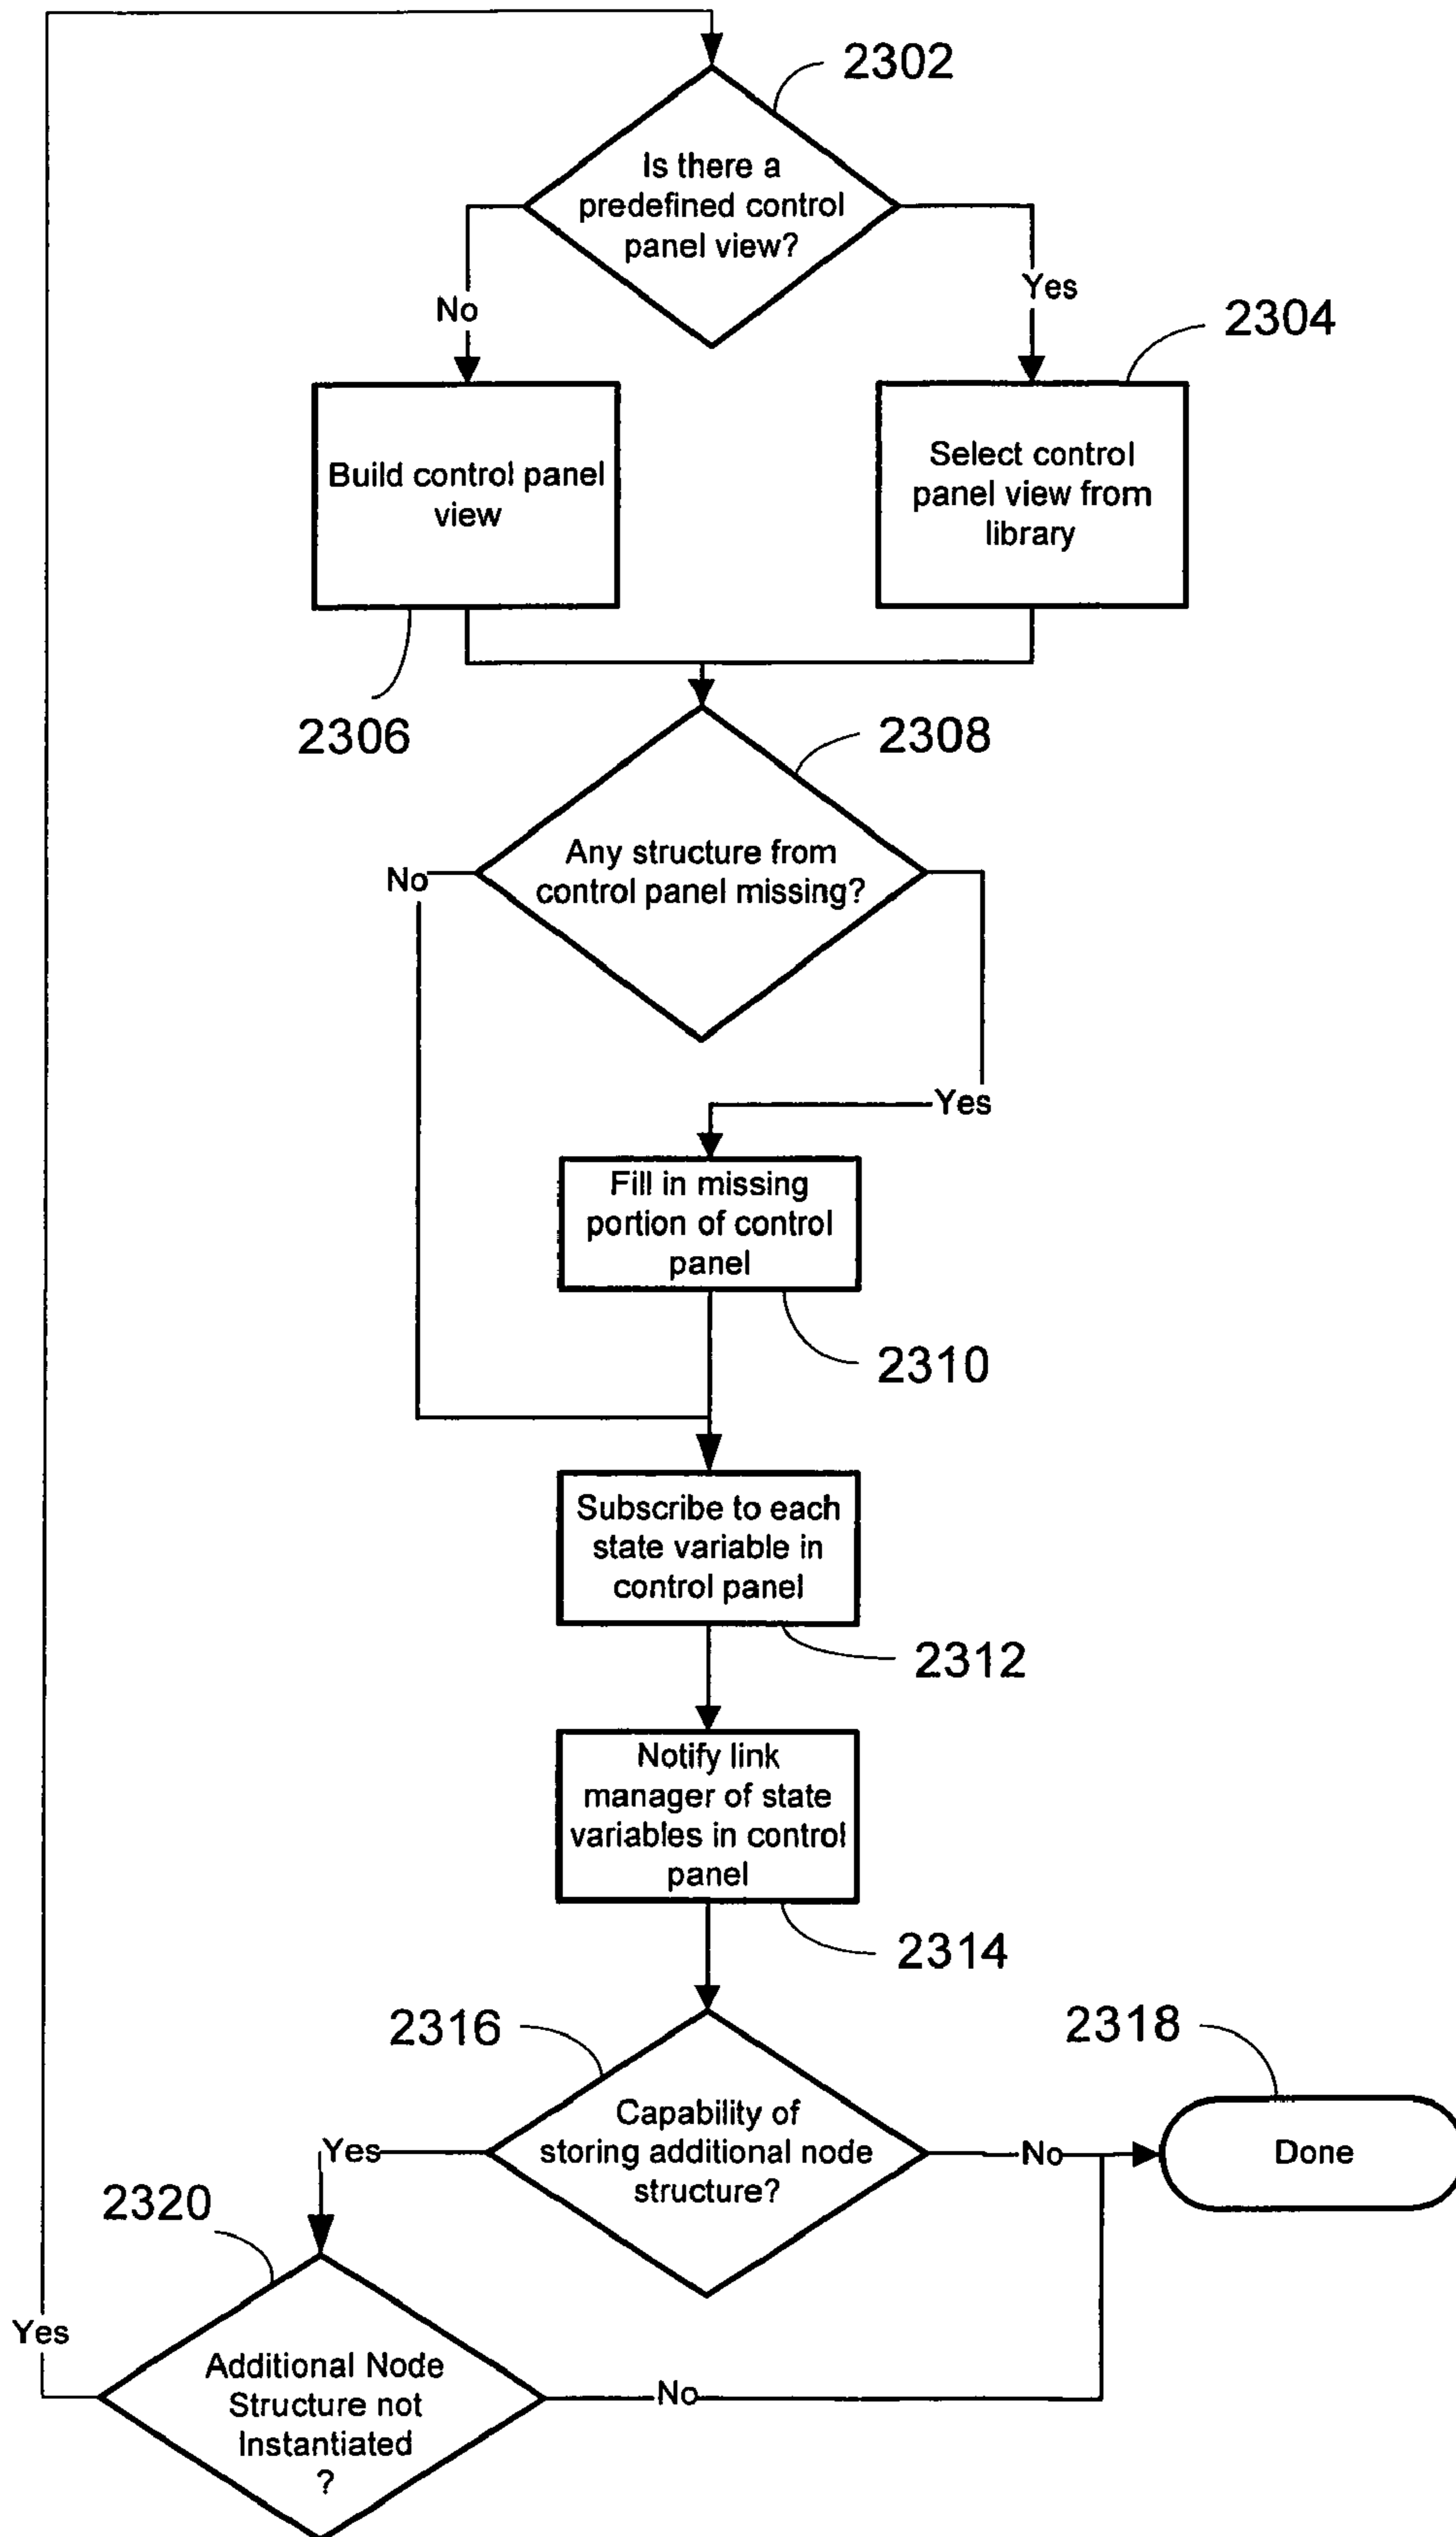 2302
Is there a
predefined control
panel view?
No
Yes
2304
Build control panel
view
Select control
panel view from
library
2306
2308
Any structure from
control panel missing?
No
Yes
Fill in missing
portion of control
panel
2310
Subscribe to each
state variable in
control panel
2312
Notify link
manager of state
variables in control
panel
2314
2316
2318
Capability of
storing additional node
structure?
Yes
No
Done
2320
Yes
Additional Node
Structure not
Instantiated
?
No